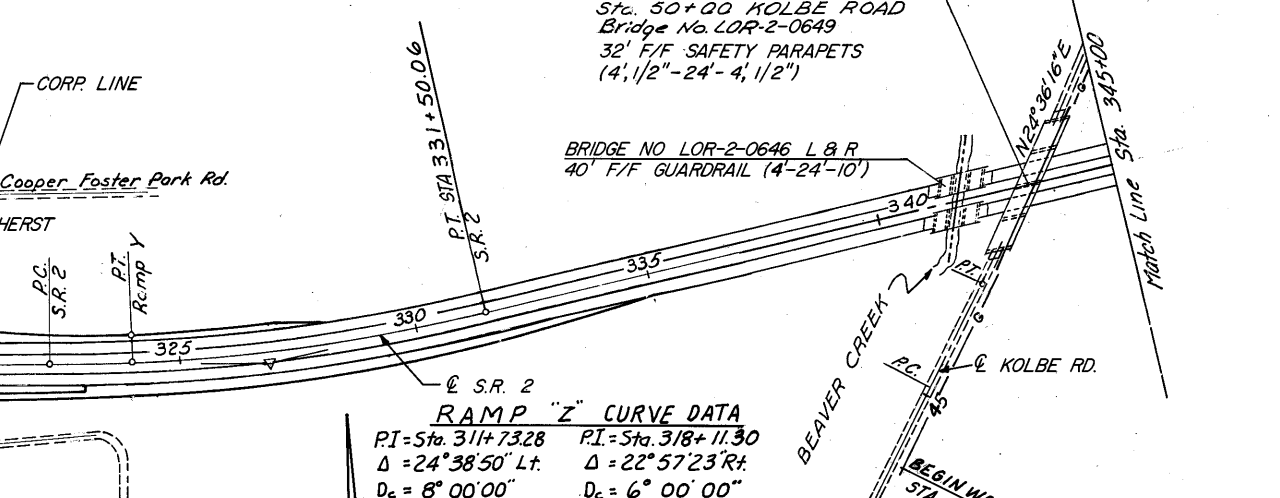 Sta. 50+00 KOLBE ROAD
Bridge No. LOR-2-0649
32' F/F SAFETY PARAPETS
(4', 1/2"-24'-4', 1/2")
CORP. LINE
P.T. STA 331+50.06
S.R. 2
N24°36'16"E
G
Match Line Sta. 345+00
BRIDGE NO LOR-2-0646 L & R
40' F/F GUARDRAIL (4'-24'-10')
Cooper Foster Park Rd.
HERST
P.C.
S.R. 2
P.T.
Ramp Y
340
335
330
325
P.T.
G
BEAVER CREEK
P.C.
℄ KOLBE RD.
45
℄ S.R. 2
RAMP "Z" CURVE DATA
P.I=Sta. 311+73.28 P.I.=Sta. 318+11.30
Δ =24°38'50" Lt. Δ =22°57'23" Rt.
Dc = 8° 00'00" Dc = 6° 00' 00"
BEGIN
STA